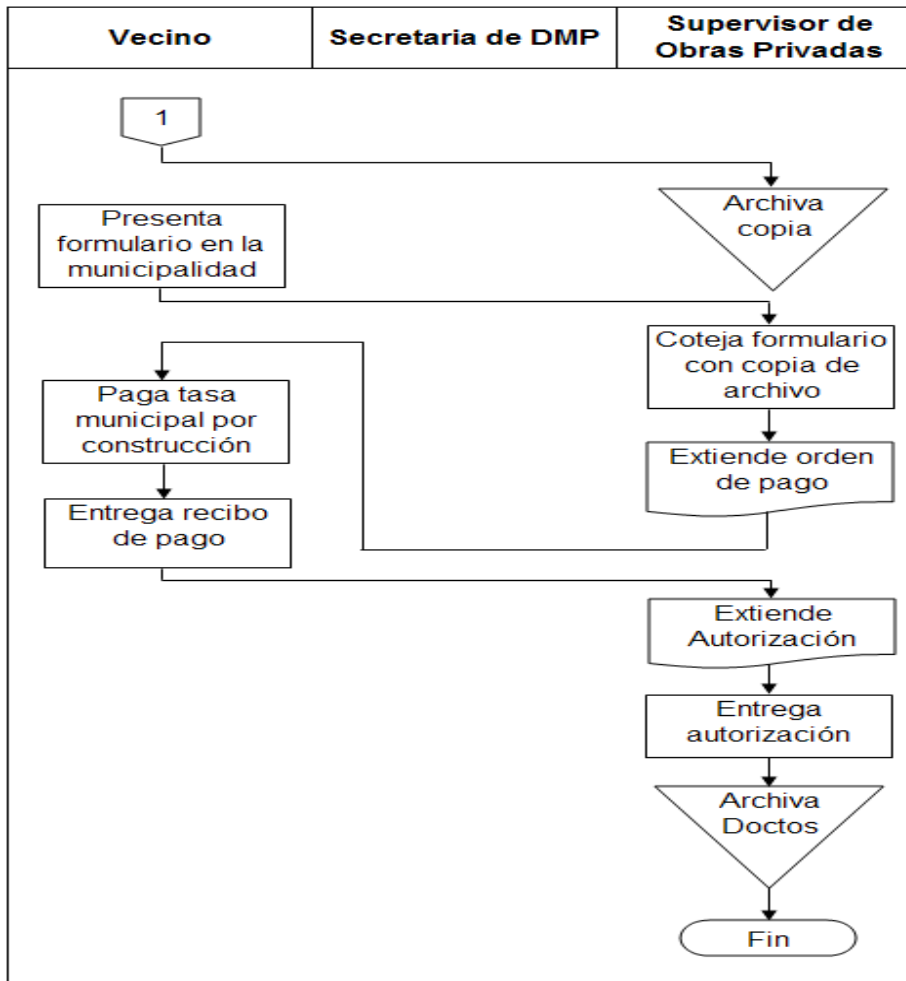 Vecino
Secretaria de DMP
Supervisor de
Obras Privadas
1
Archiva
copia
Presenta
formulario en la
municipalidad
Coteja formulario
con copia de
archivo
Paga tasa
municipal por
construcción
Extiende orden
de pago
Entrega recibo
de pago
Extiende
Autorización
Entrega
autorización
Archiva
Doctos
Fin